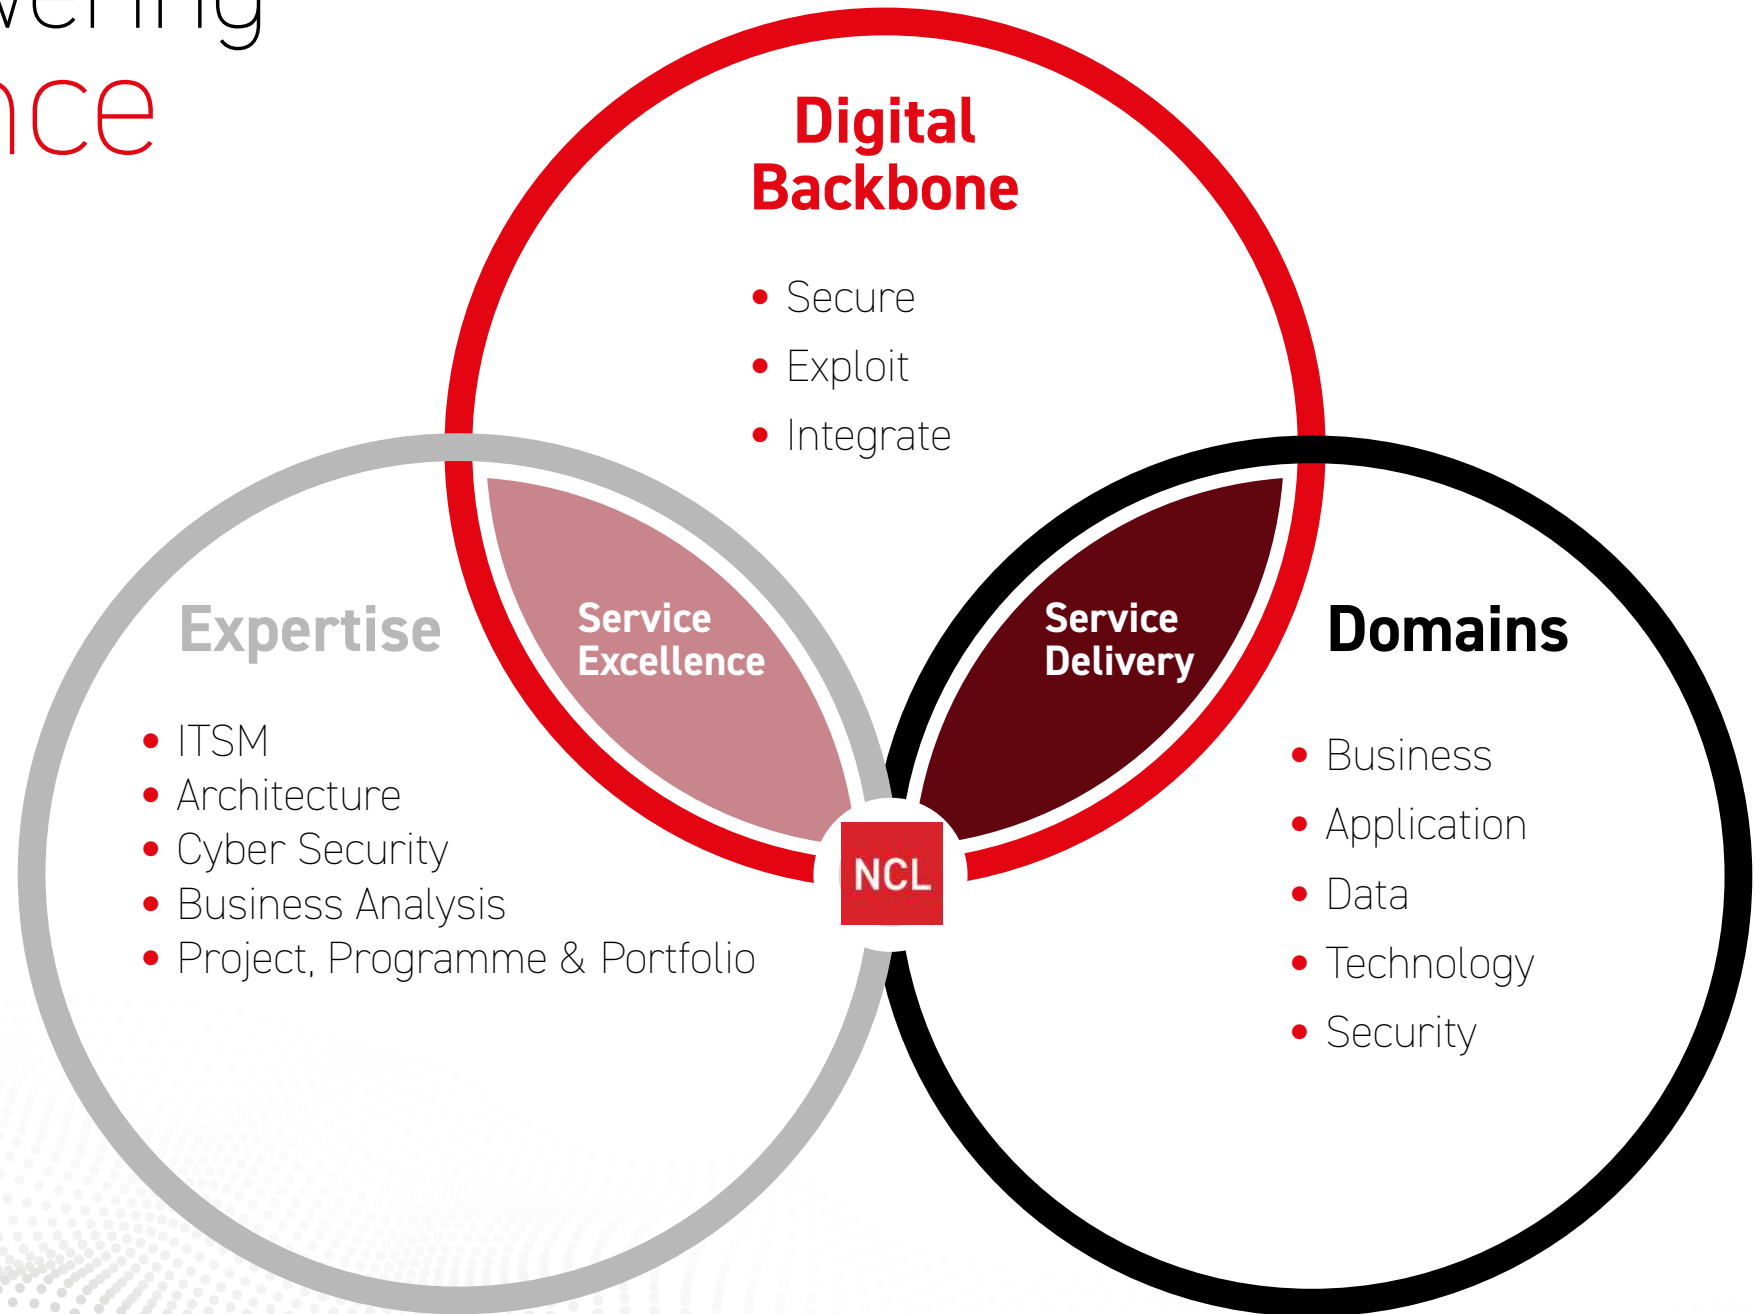 Digital
Backbone
Secure
Exploit
Integrate
Expertise
ITSM
Architecture
Cyber Security
Business Analysis
Project, Programme & Portfolio
Service
Excellence
Service
Delivery
NCL
Domains
Business
Application
Data
Technology
Security